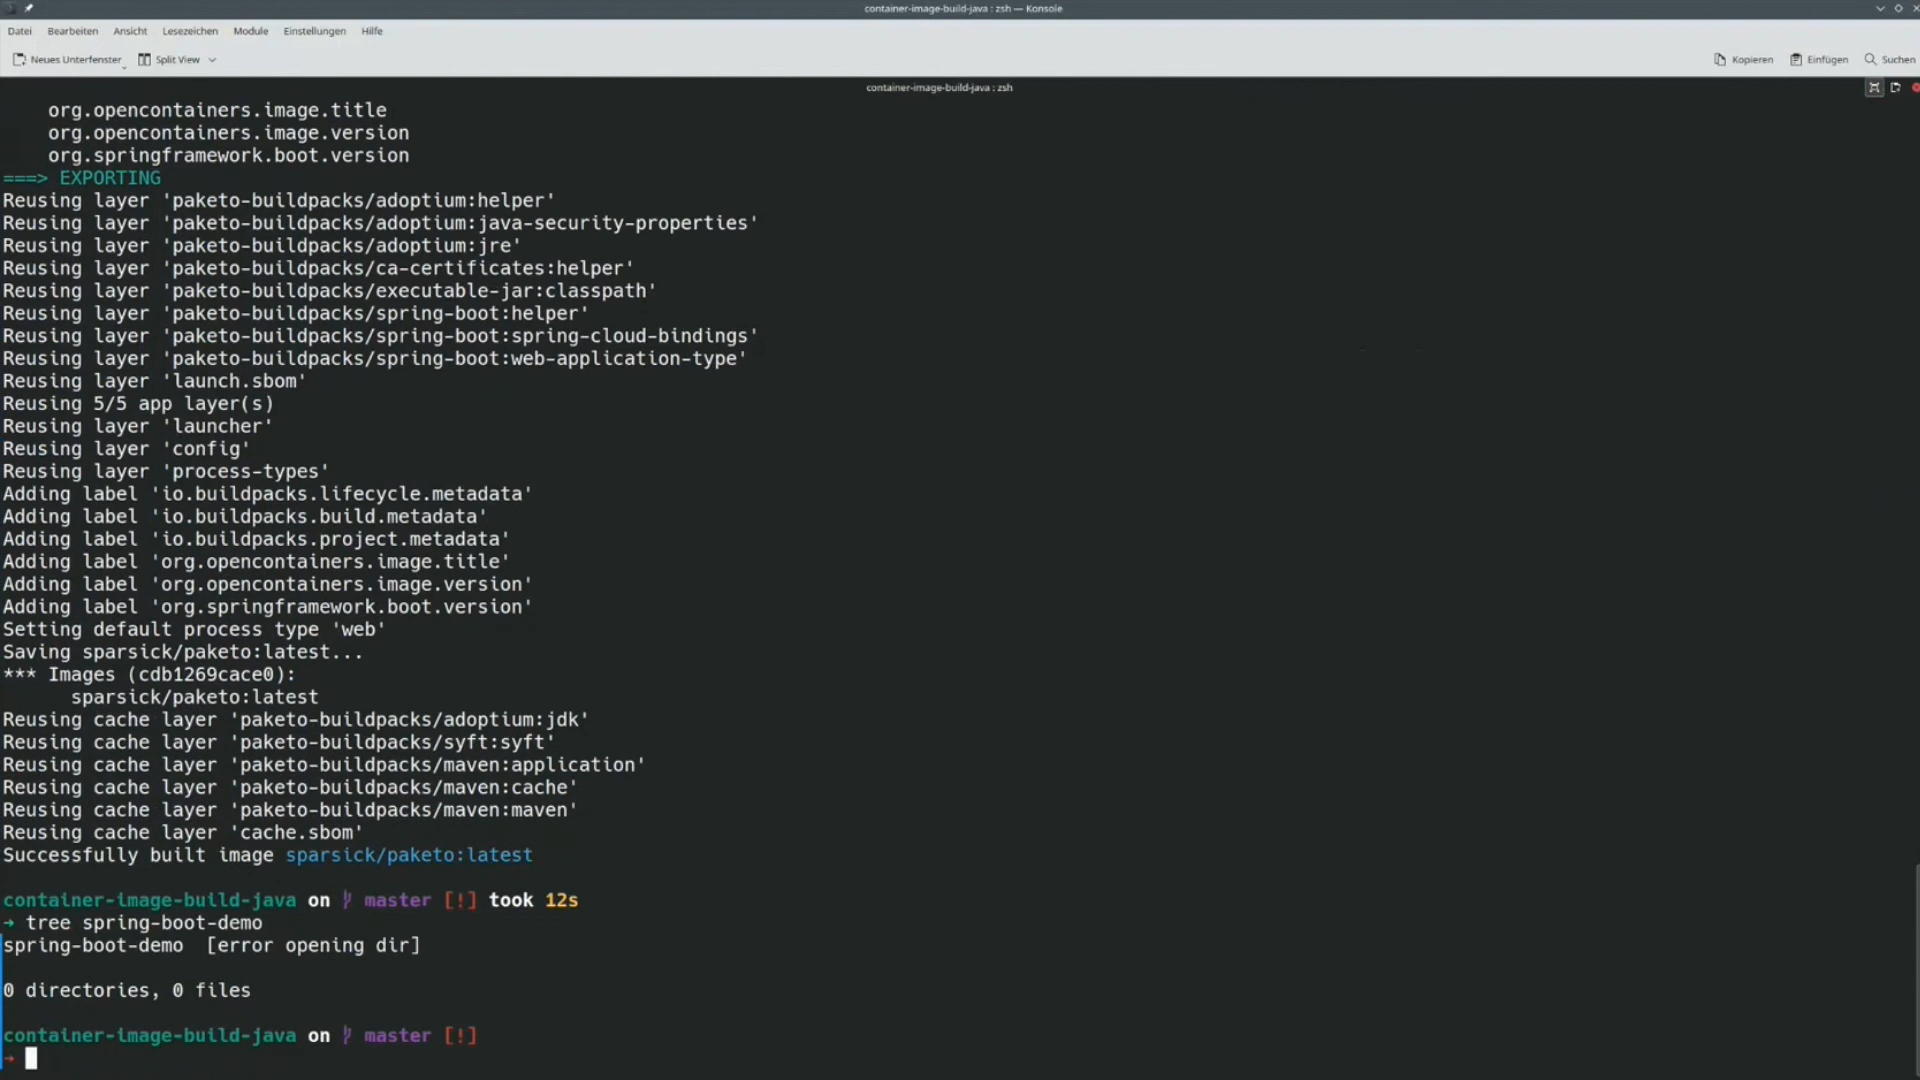 container-image-build-java : zsh — Konsole
Datei Bearbeiten Ansicht Lesezeichen Module Einstellungen Hilfe
Neues Unterfenster Split View Kopieren Einfügen Suchen
container-image-build-java : zsh
org.opencontainers.image.title
org.opencontainers.image.version
org.springframework.boot.version
===> EXPORTING
Reusing layer 'paketo-buildpacks/adoptium:helper'
Reusing layer 'paketo-buildpacks/adoptium:java-security-properties'
Reusing layer 'paketo-buildpacks/adoptium:jre'
Reusing layer 'paketo-buildpacks/ca-certificates:helper'
Reusing layer 'paketo-buildpacks/executable-jar:classpath'
Reusing layer 'paketo-buildpacks/spring-boot:helper'
Reusing layer 'paketo-buildpacks/spring-boot:spring-cloud-bindings'
Reusing layer 'paketo-buildpacks/spring-boot:web-application-type'
Reusing layer 'launch.sbom'
Reusing 5/5 app layer(s)
Reusing layer 'launcher'
Reusing layer 'config'
Reusing layer 'process-types'
Adding label 'io.buildpacks.lifecycle.metadata'
Adding label 'io.buildpacks.build.metadata'
Adding label 'io.buildpacks.project.metadata'
Adding label 'org.opencontainers.image.title'
Adding label 'org.opencontainers.image.version'
Adding label 'org.springframework.boot.version'
Setting default process type 'web'
Saving sparsick/paketo:latest...
*** Images (cdb1269cace0):
sparsick/paketo:latest
Reusing cache layer 'paketo-buildpacks/adoptium:jdk'
Reusing cache layer 'paketo-buildpacks/syft:syft'
Reusing cache layer 'paketo-buildpacks/maven:application'
Reusing cache layer 'paketo-buildpacks/maven:cache'
Reusing cache layer 'paketo-buildpacks/maven:maven'
Reusing cache layer 'cache.sbom'
Successfully built image sparsick/paketo:latest
container-image-build-java on master [!] took 12s
→ tree spring-boot-demo
spring-boot-demo [error opening dir]
0 directories, 0 files
container-image-build-java on master [!]
→